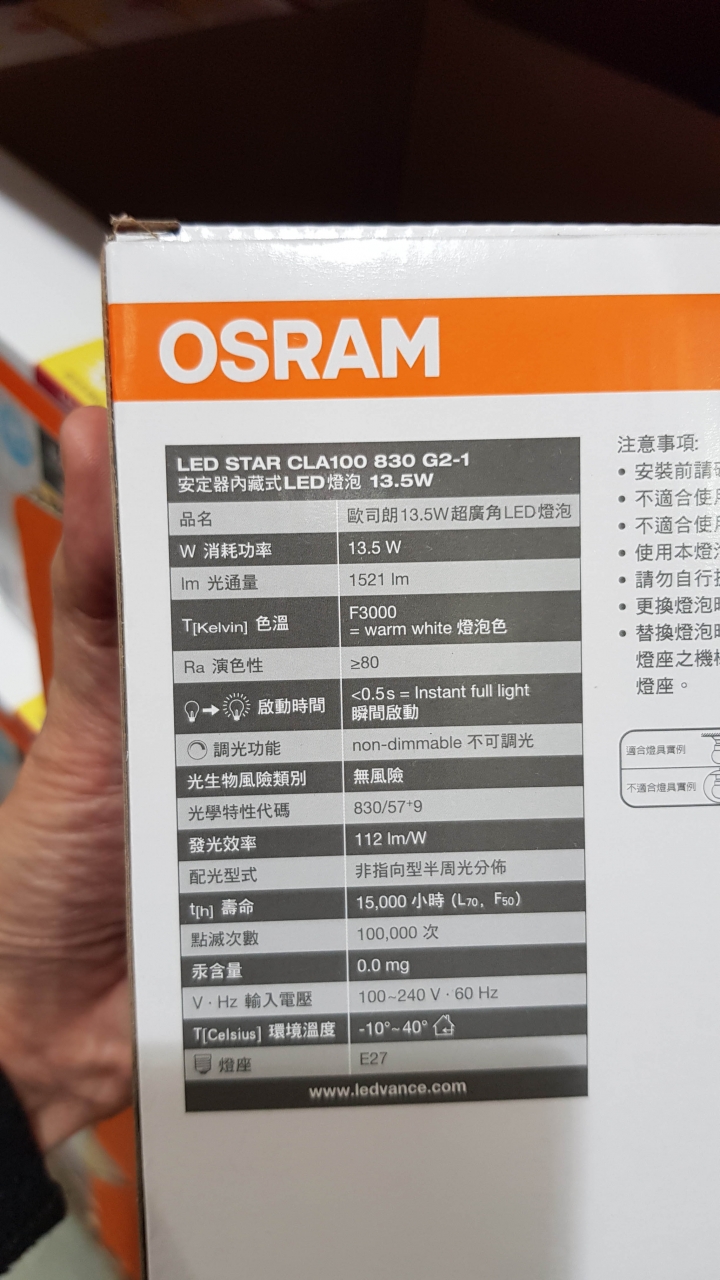 OSRAM
LED STAR CLA100 830 G2-1
安定器內藏式LED燈泡 13.5W
品名 歐司朗13.5W超廣角LED燈泡
W 消耗功率 13.5 W
lm 光通量 1521 lm
T[Kelvin] 色溫 F3000
= warm white 燈泡色
Ra 演色性 ≥80
啟動時間 <0.5s = Instant full light
瞬間啟動
調光功能 non-dimmable 不可調光
光生物風險類別 無風險
光學特性代碼 830/57+9
發光效率 112 lm/W
配光型式 非指向型半周光分佈
t[h] 壽命 15,000 小時 (L70, F50)
點滅次數 100,000 次
汞含量 0.0 mg
V · Hz 輸入電壓 100~240 V · 60 Hz
T[Celsius] 環境溫度 -10°~40°
燈座 E27
www.ledvance.com
注意事項:
• 安裝前請
• 不適合使用
• 不適合使用
• 使用本燈泡
• 請勿自行
• 更換燈泡時
• 替換燈泡時
燈座之機械
燈座。
適合燈具實例
不適合燈具實例